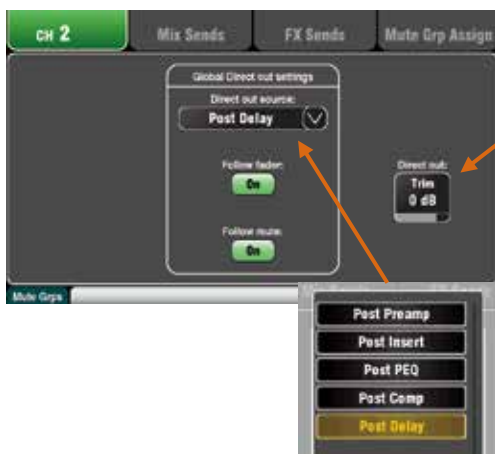 CH 2
Mix Sends
FX Sends
Mute Grp Assign
Global Direct out settings
Direct out source:
Post Delay
Follow fader:
On
Direct out:
Trim
0 dB
Follow mute:
On
Mute Grps
Post Preamp
Post Insert
Post PEQ
Post Comp
Post Delay